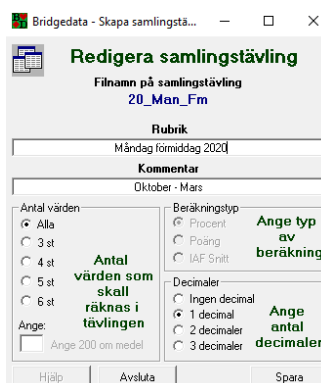 Bridgedata - Skapa samlingstä...
Redigera samlingstävling
Filnamn på samlingstävling
20_Man_Fm
Rubrik
Måndag förmiddag 2020
Kommentar
Oktober - Mars
Antal värden
Alla
3 st
4 st
5 st
6 st
Antal
värden som
skall
räknas i
tävlingen
Ange:
Ange 200 om medel
Beräkningstyp
Procent
Poäng
IAF Snitt
Ange typ
av
beräkning
Decimaler
Ingen decimal
1 decimal
2 decimaler
3 decimaler
Ange
antal
decimaler
Hjälp
Avsluta
Spara